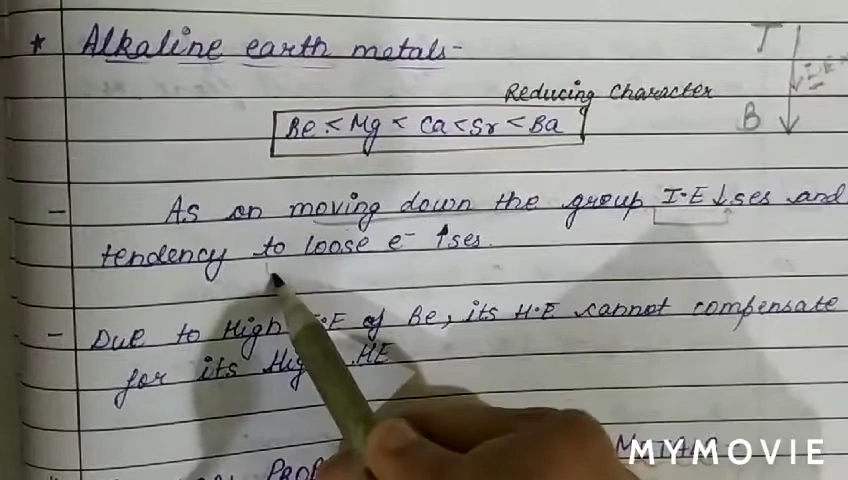 * Alkaline earth metals-
T
I.E
Reducing Character
Be < Mg < Ca < Sr < Ba
B
- As on moving down the group I.E ↓ses and
tendency to loose e⁻ ↑ses.
- Due to High I.E of Be, its H.E cannot compensate
for its High HE
MYMOVIE